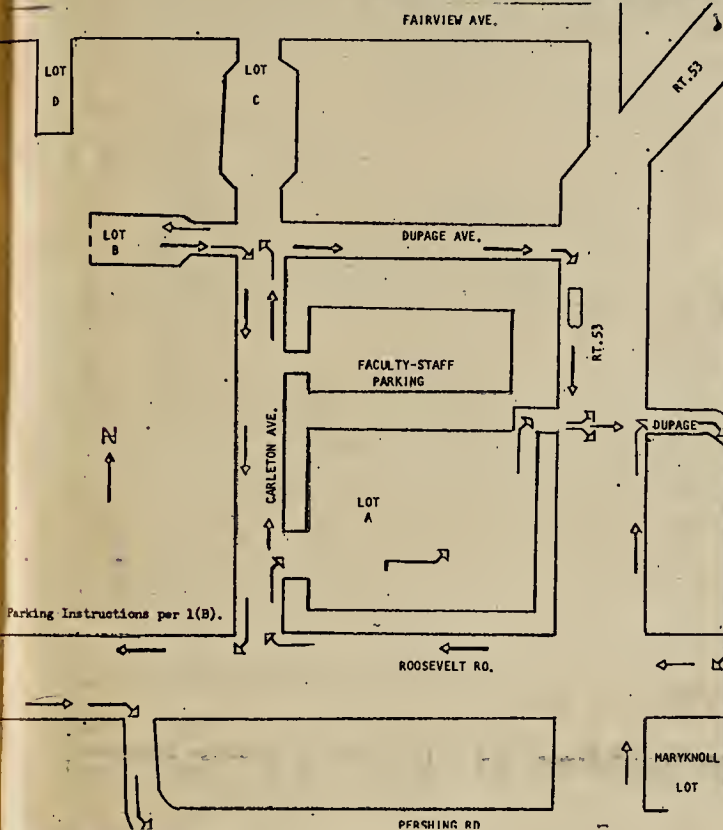 FAIRVIEW AVE.
RT.53
LOT
D
LOT
C
LOT
B
DUPAGE AVE.
RT.53
FACULTY-STAFF
PARKING
DUPAGE
N
CARLETON AVE.
LOT
A
Parking Instructions per 1(B).
ROOSEVELT RO.
MARYKNOLL
LOT
PERSHING RD